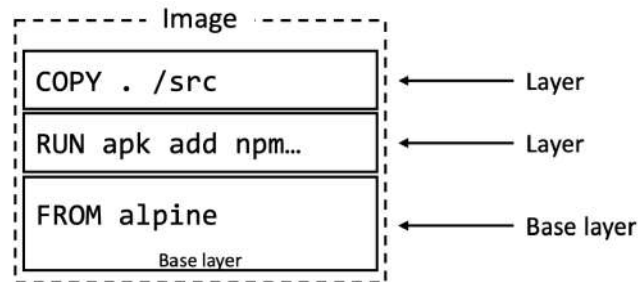 Image
COPY . /src
Layer
RUN apk add npm…
Layer
FROM alpine
Base layer
Base layer